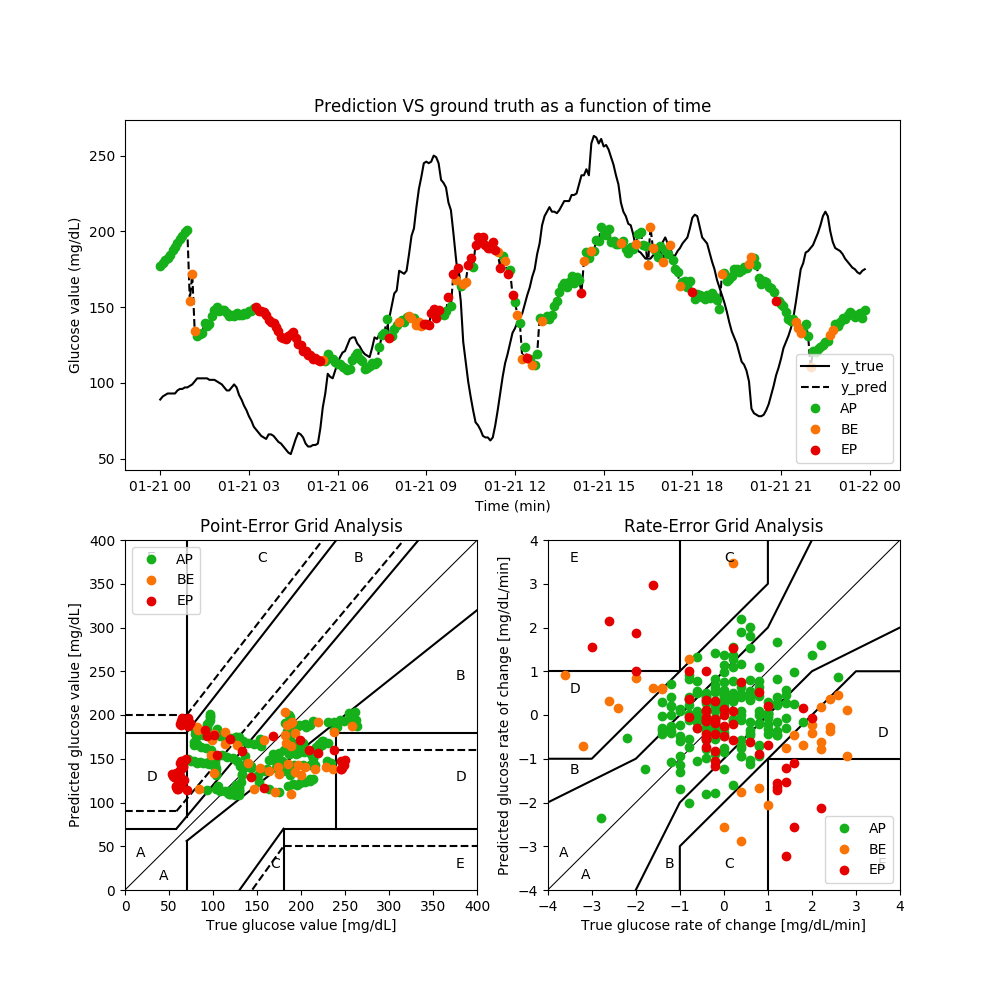 Prediction VS ground truth as a function of time
Glucose value (mg/dL)
250
200
150
100
50
y_true
y_pred
AP
BE
EP
01-21 00 01-21 03 01-21 06 01-21 09 01-21 12 01-21 15 01-21 18 01-21 21 01-22 00
Time (min)
Point-Error Grid Analysis
Predicted glucose value [mg/dL]
400
350
300
250
200
150
100
50
0
AP
BE
EP
C
B
B
D
D
A
A
C
E
0 50 100 150 200 250 300 350 400
True glucose value [mg/dL]
Rate-Error Grid Analysis
Predicted glucose rate of change [mg/dL/min]
4
3
2
1
0
−1
−2
−3
−4
E
C
D
D
B
A
A
B
C
AP
BE
EP
−4 −3 −2 −1 0 1 2 3 4
True glucose rate of change [mg/dL/min]